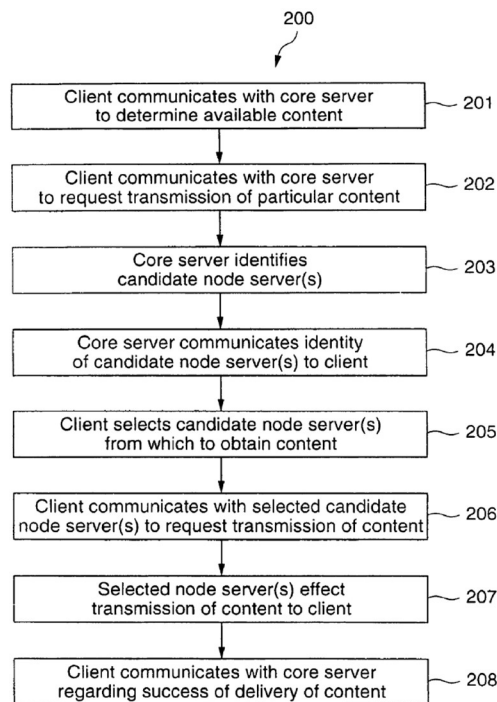 200
Client communicates with core server
to determine available content
201
Client communicates with core server
to request transmission of particular content
202
Core server identifies
candidate node server(s)
203
Core server communicates identity
of candidate node server(s) to client
204
Client selects candidate node server(s)
from which to obtain content
205
Client communicates with selected candidate
node server(s) to request transmission of content
206
Selected node server(s) effect
transmission of content to client
207
Client communicates with core server
regarding success of delivery of content
208